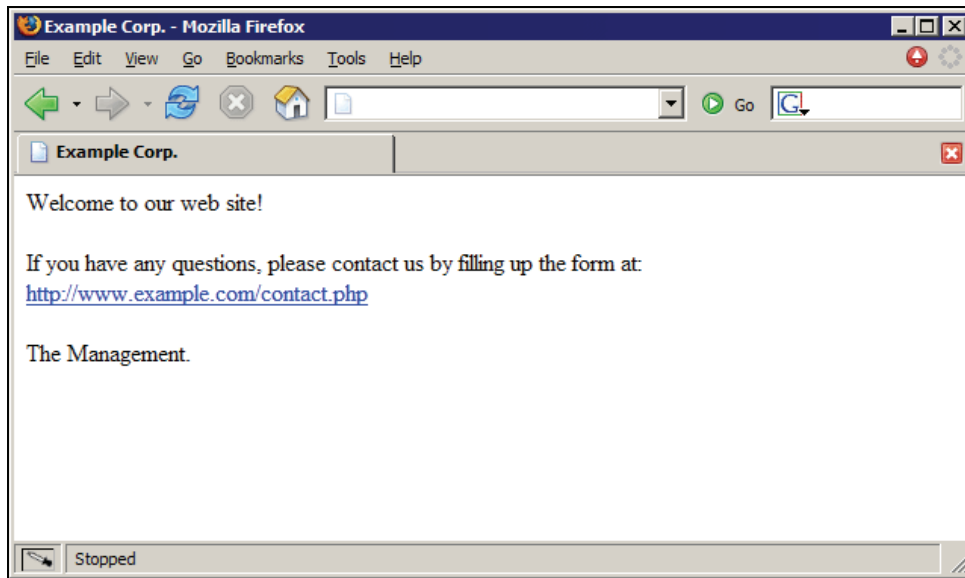 Example Corp. - Mozilla Firefox
File Edit View Go Bookmarks Tools Help
Go G
Example Corp.
Welcome to our web site!
If you have any questions, please contact us by filling up the form at:
http://www.example.com/contact.php
The Management.
Stopped